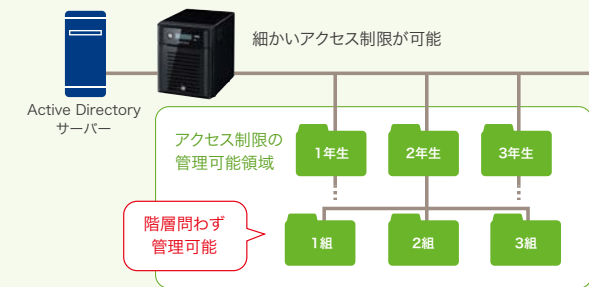 細かいアクセス制限が可能
Active Directory
サーバー
アクセス制限の
管理可能領域
1年生
2年生
3年生
階層問わず
管理可能
1組
2組
3組